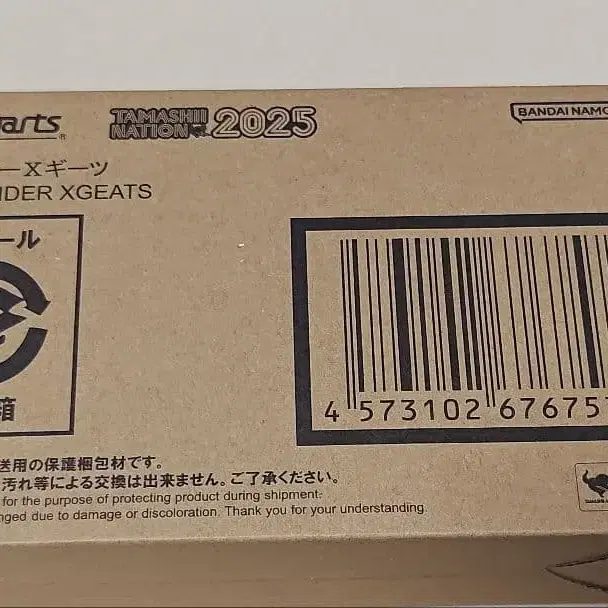 arts
TAMASHII NATION 2025
BANDAI NAMCO
ーXギーツ
IDER XGEATS
ール
箱
4 573102 67675
送用の保護梱包材です。
汚れ等による交換は出来ません。ご了承ください。
for the purpose of protecting product during shipment.
nged due to damage or discoloration. Thank you for your understanding.